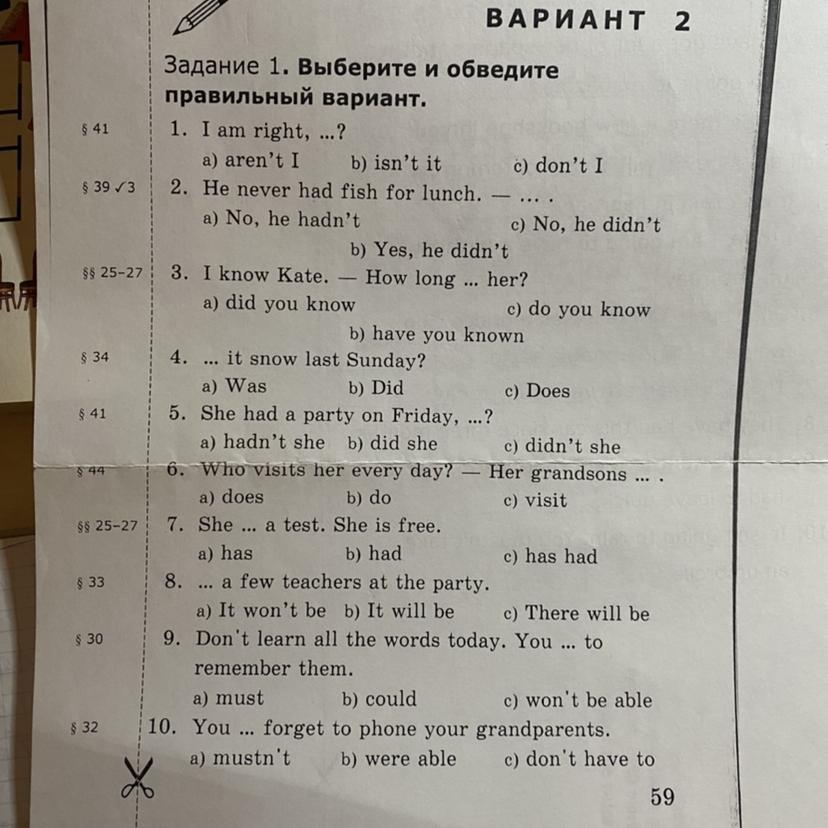 ВАРИАНТ 2
Задание 1. Выберите и обведите
правильный вариант.
§ 41 1. I am right, ...?
a) aren't I b) isn't it c) don't I
§ 39 ✓3 2. He never had fish for lunch. — ... .
a) No, he hadn't c) No, he didn't
b) Yes, he didn't
§§ 25–27 3. I know Kate. — How long ... her?
a) did you know c) do you know
b) have you known
§ 34 4. ... it snow last Sunday?
a) Was b) Did c) Does
§ 41 5. She had a party on Friday, ...?
a) hadn't she b) did she c) didn't she
§ 44 6. Who visits her every day? — Her grandsons ... .
a) does b) do c) visit
§§ 25–27 7. She ... a test. She is free.
a) has b) had c) has had
§ 33 8. ... a few teachers at the party.
a) It won't be b) It will be c) There will be
§ 30 9. Don't learn all the words today. You ... to
remember them.
a) must b) could c) won't be able
§ 32 10. You ... forget to phone your grandparents.
a) mustn't b) were able c) don't have to
59